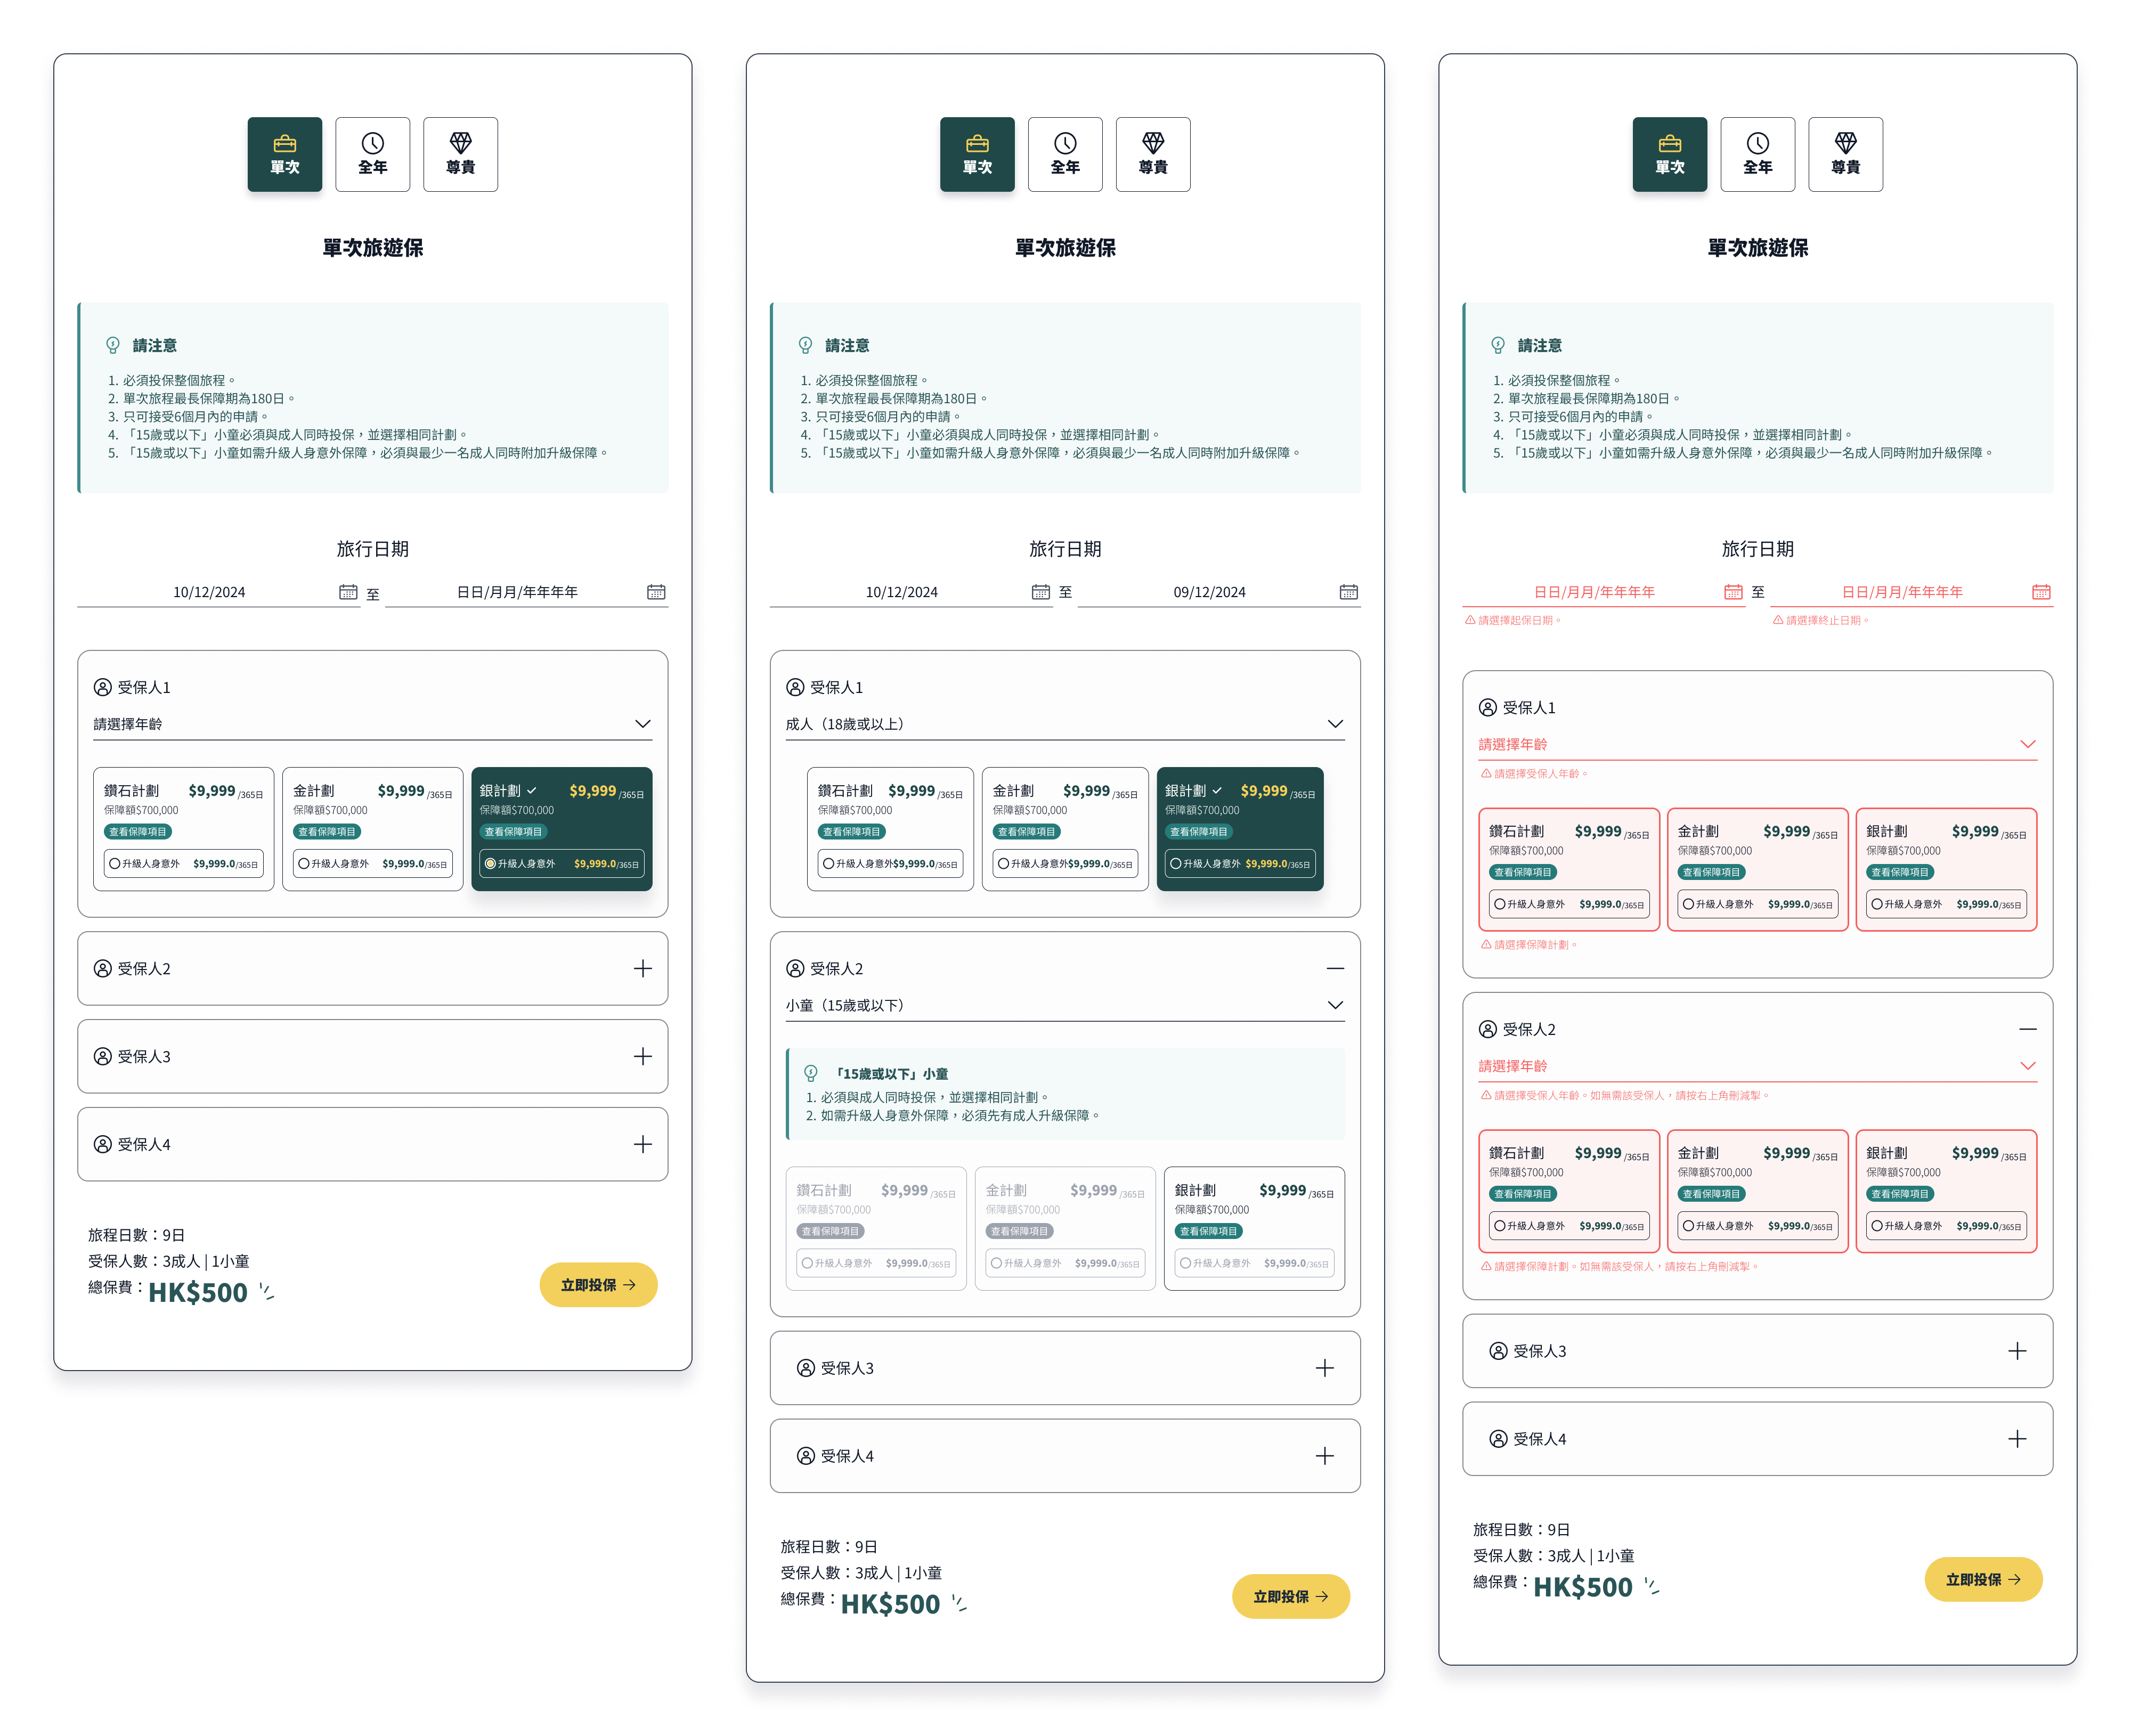 單次
全年
尊貴
單次旅遊保
請注意
1. 必須投保整個旅程。
2. 單次旅程最長保障期為180日。
3. 只可接受6個月內的申請。
4. 「15歲或以下」小童必須與成人同時投保，並選擇相同計劃。
5. 「15歲或以下」小童如需升級人身意外保障，必須與最少一名成人同時附加升級保障。
旅行日期
10/12/2024 至 日日/月月/年年年年
受保人1
請選擇年齡
鑽石計劃 $9,999 /365日
保障額$700,000
查看保障項目
升級人身意外 $9,999.0/365日
金計劃 $9,999 /365日
保障額$700,000
查看保障項目
升級人身意外 $9,999.0/365日
銀計劃 $9,999 /365日
保障額$700,000
查看保障項目
升級人身意外 $9,999.0/365日
受保人2
受保人3
受保人4
旅程日數：9日
受保人數：3成人 | 1小童
總保費：HK$500
立即投保
單次
全年
尊貴
單次旅遊保
請注意
1. 必須投保整個旅程。
2. 單次旅程最長保障期為180日。
3. 只可接受6個月內的申請。
4. 「15歲或以下」小童必須與成人同時投保，並選擇相同計劃。
5. 「15歲或以下」小童如需升級人身意外保障，必須與最少一名成人同時附加升級保障。
旅行日期
10/12/2024 至 09/12/2024
受保人1
成人（18歲或以上）
鑽石計劃 $9,999 /365日
保障額$700,000
查看保障項目
升級人身意外$9,999.0/365日
金計劃 $9,999 /365日
保障額$700,000
查看保障項目
升級人身意外$9,999.0/365日
銀計劃 $9,999 /365日
保障額$700,000
查看保障項目
升級人身意外 $9,999.0/365日
受保人2
小童（15歲或以下）
「15歲或以下」小童
1. 必須與成人同時投保，並選擇相同計劃。
2. 如需升級人身意外保障，必須先有成人升級保障。
鑽石計劃 $9,999 /365日
保障額$700,000
查看保障項目
升級人身意外 $9,999.0/365日
金計劃 $9,999 /365日
保障額$700,000
查看保障項目
升級人身意外 $9,999.0/365日
銀計劃 $9,999 /365日
保障額$700,000
查看保障項目
升級人身意外 $9,999.0/365日
受保人3
受保人4
旅程日數：9日
受保人數：3成人 | 1小童
總保費：HK$500
立即投保
單次
全年
尊貴
單次旅遊保
請注意
1. 必須投保整個旅程。
2. 單次旅程最長保障期為180日。
3. 只可接受6個月內的申請。
4. 「15歲或以下」小童必須與成人同時投保，並選擇相同計劃。
5. 「15歲或以下」小童如需升級人身意外保障，必須與最少一名成人同時附加升級保障。
旅行日期
日日/月月/年年年年 至 日日/月月/年年年年
請選擇起保日期。
請選擇終止日期。
受保人1
請選擇年齡
請選擇受保人年齡。
鑽石計劃 $9,999 /365日
保障額$700,000
查看保障項目
升級人身意外 $9,999.0/365日
金計劃 $9,999 /365日
保障額$700,000
查看保障項目
升級人身意外 $9,999.0/365日
銀計劃 $9,999 /365日
保障額$700,000
查看保障項目
升級人身意外 $9,999.0/365日
請選擇保障計劃。
受保人2
請選擇年齡
請選擇受保人年齡。如無需該受保人，請按右上角刪減掣。
鑽石計劃 $9,999 /365日
保障額$700,000
查看保障項目
升級人身意外 $9,999.0/365日
金計劃 $9,999 /365日
保障額$700,000
查看保障項目
升級人身意外 $9,999.0/365日
銀計劃 $9,999 /365日
保障額$700,000
查看保障項目
升級人身意外 $9,999.0/365日
請選擇保障計劃。如無需該受保人，請按右上角刪減掣。
受保人3
受保人4
旅程日數：9日
受保人數：3成人 | 1小童
總保費：HK$500
立即投保